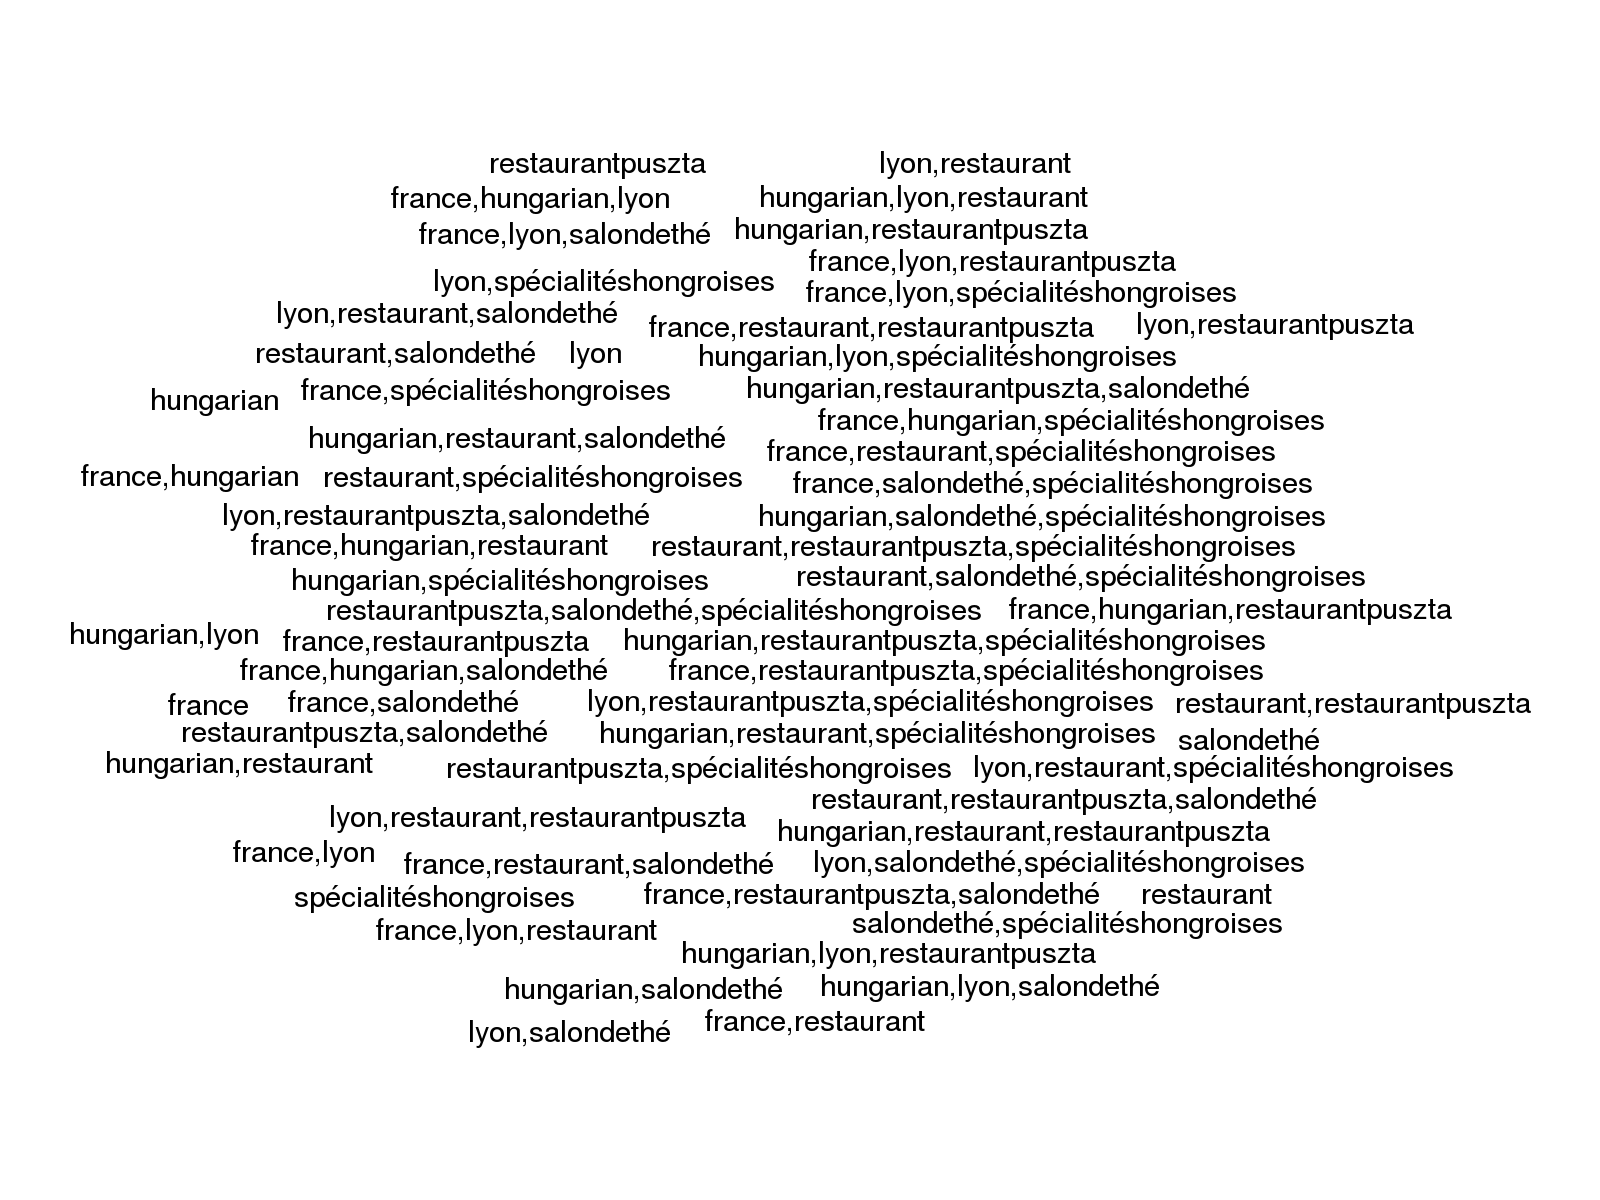 restaurantpuszta lyon,restaurant
france,hungarian,lyon hungarian,lyon,restaurant
france,lyon,salondethé hungarian,restaurantpuszta
france,lyon,restaurantpuszta
lyon,spécialitéshongroises france,lyon,spécialitéshongroises
lyon,restaurant,salondethé france,restaurant,restaurantpuszta lyon,restaurantpuszta
restaurant,salondethé lyon hungarian,lyon,spécialitéshongroises
hungarian france,spécialitéshongroises hungarian,restaurantpuszta,salondethé
france,hungarian,spécialitéshongroises
hungarian,restaurant,salondethé france,restaurant,spécialitéshongroises
france,hungarian restaurant,spécialitéshongroises france,salondethé,spécialitéshongroises
lyon,restaurantpuszta,salondethé hungarian,salondethé,spécialitéshongroises
france,hungarian,restaurant restaurant,restaurantpuszta,spécialitéshongroises
hungarian,spécialitéshongroises restaurant,salondethé,spécialitéshongroises
restaurantpuszta,salondethé,spécialitéshongroises france,hungarian,restaurantpuszta
hungarian,lyon france,restaurantpuszta hungarian,restaurantpuszta,spécialitéshongroises
france,hungarian,salondethé france,restaurantpuszta,spécialitéshongroises
france france,salondethé lyon,restaurantpuszta,spécialitéshongroises restaurant,restaurantpuszta
restaurantpuszta,salondethé hungarian,restaurant,spécialitéshongroises salondethé
hungarian,restaurant restaurantpuszta,spécialitéshongroises lyon,restaurant,spécialitéshongroises
restaurant,restaurantpuszta,salondethé
lyon,restaurant,restaurantpuszta hungarian,restaurant,restaurantpuszta
france,lyon france,restaurant,salondethé lyon,salondethé,spécialitéshongroises
spécialitéshongroises france,restaurantpuszta,salondethé restaurant
france,lyon,restaurant salondethé,spécialitéshongroises
hungarian,lyon,restaurantpuszta
hungarian,salondethé hungarian,lyon,salondethé
lyon,salondethé france,restaurant